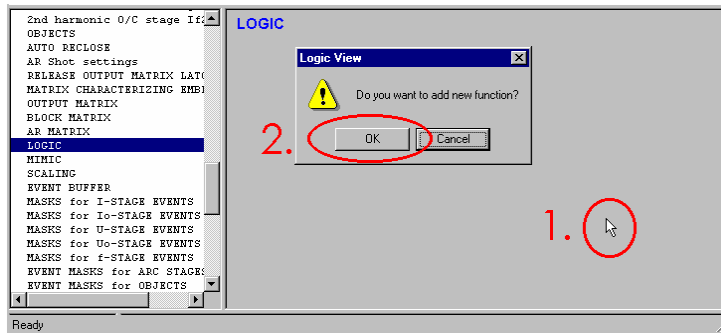 2nd harmonic O/C stage If2
OBJECTS
AUTO RECLOSE
AR Shot settings
RELEASE OUTPUT MATRIX LATC
MATRIX CHARACTERIZING EMBE
OUTPUT MATRIX
BLOCK MATRIX
AR MATRIX
LOGIC
MIMIC
SCALING
EVENT BUFFER
MASKS for I-STAGE EVENTS
MASKS for Io-STAGE EVENTS
MASKS for U-STAGE EVENTS
MASKS for Uo-STAGE EVENTS
MASKS for f-STAGE EVENTS
EVENT MASKS for ARC STAGES
EVENT MASKS for OBJECTS
LOGIC
Logic View
Do you want to add new function?
2.
OK
Cancel
1.
Ready